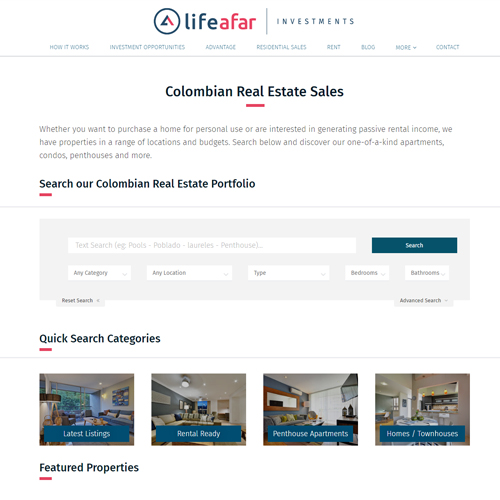 lifeafar INVESTMENTS
HOW IT WORKS INVESTMENT OPPORTUNITIES ADVANTAGE RESIDENTIAL SALES RENT BLOG MORE CONTACT
Colombian Real Estate Sales
Whether you want to purchase a home for personal use or are interested in generating passive rental income, we
have properties in a range of locations and budgets. Search below and discover our one-of-a-kind apartments,
condos, penthouses and more.
Search our Colombian Real Estate Portfolio
Text Search (eg: Pools - Poblado - laureles - Penthouse)... Search
Any Category Any Location Type Bedrooms Bathrooms
Reset Search × Advanced Search
Quick Search Categories
Latest Listings Rental Ready Penthouse Apartments Homes / Townhouses
Featured Properties